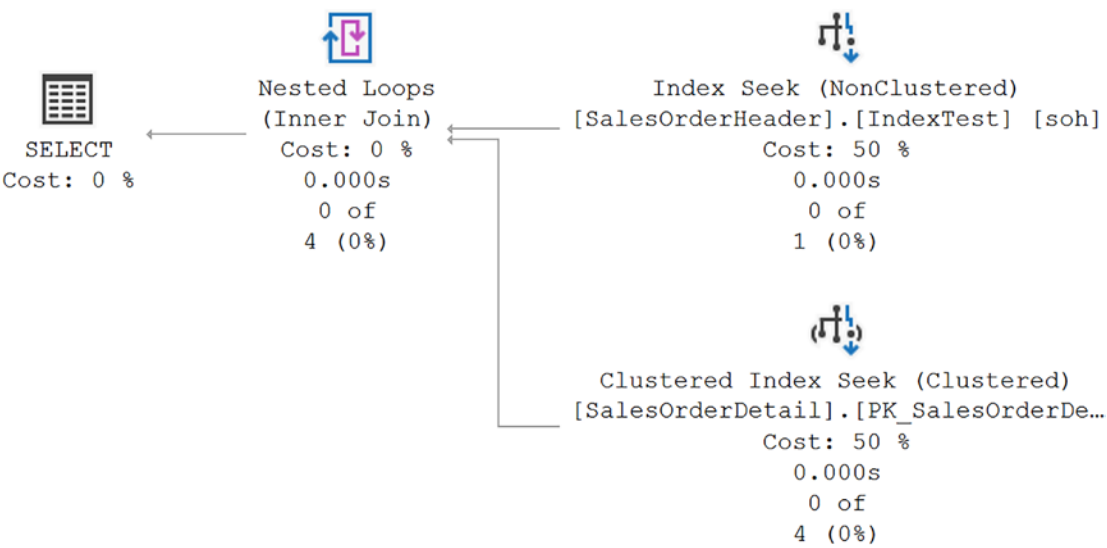 SELECT
Cost: 0 %
Nested Loops
(Inner Join)
Cost: 0 %
0.000s
0 of
4 (0%)
Index Seek (NonClustered)
[SalesOrderHeader].[IndexTest] [soh]
Cost: 50 %
0.000s
0 of
1 (0%)
Clustered Index Seek (Clustered)
[SalesOrderDetail].[PK_SalesOrderDe…
Cost: 50 %
0.000s
0 of
4 (0%)